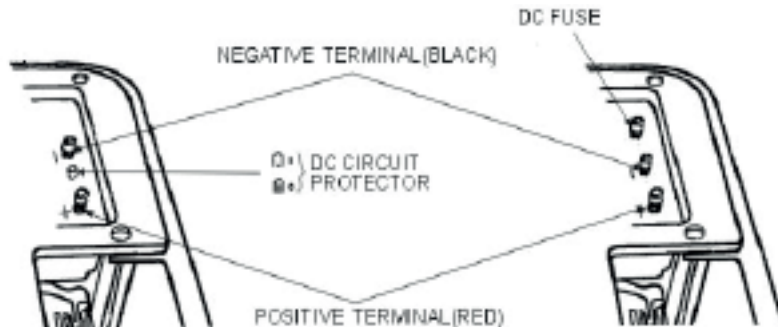 DC FUSE
NEGATIVE TERMINAL(BLACK)
DC CIRCUIT
PROTECTOR
POSITIVE TERMINAL(RED)